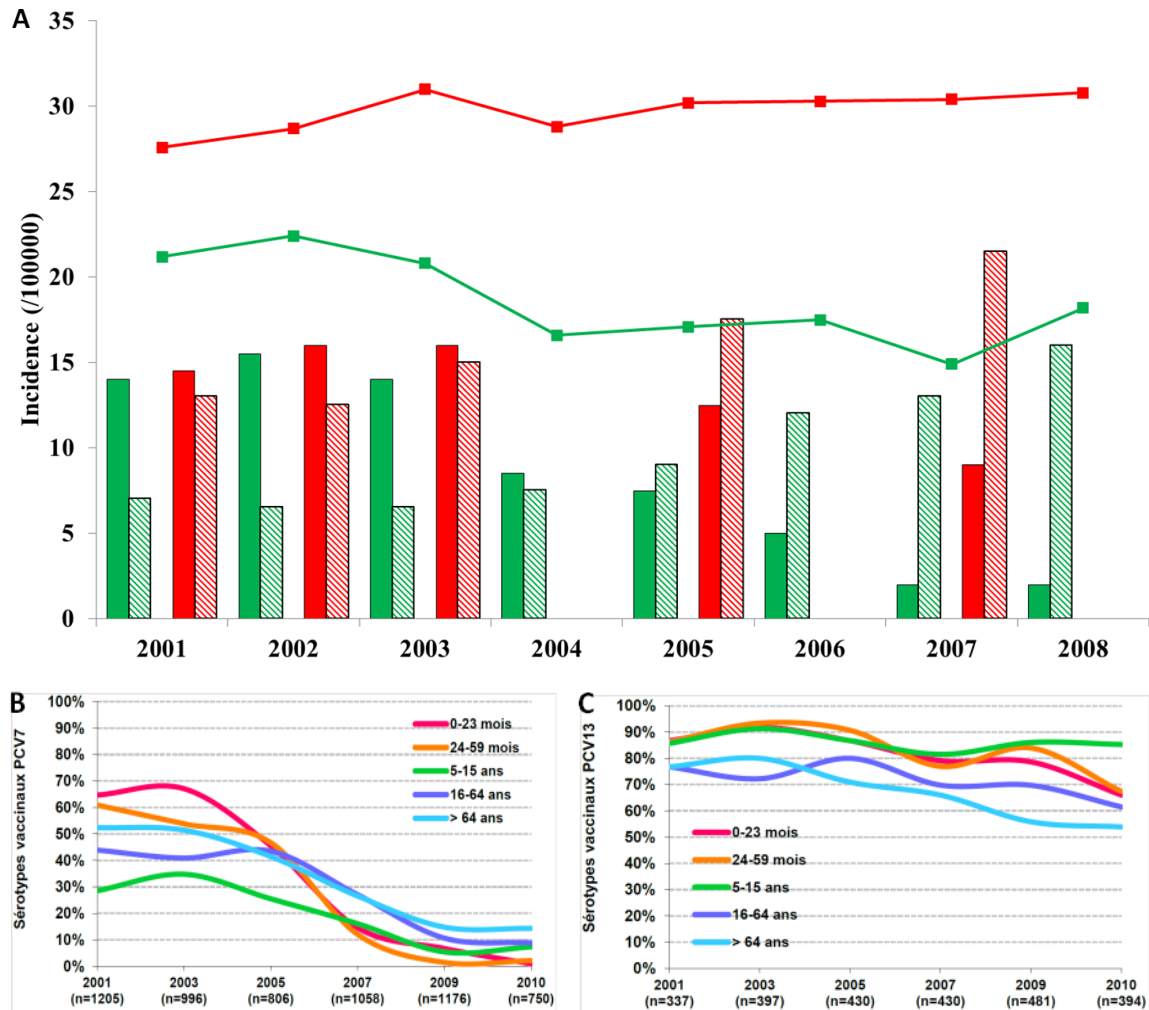 A
35
30
25
20
15
10
5
0
Incidence (/100000)
2001 2002 2003 2004 2005 2006 2007 2008
B
Sérotypes vaccinaux PCV7
100%
90%
80%
70%
60%
50%
40%
30%
20%
10%
0%
0-23 mois
24-59 mois
5-15 ans
16-64 ans
> 64 ans
2001 2003 2005 2007 2009 2010
(n=1205) (n=996) (n=806) (n=1058) (n=1176) (n=750)
C
Sérotypes vaccinaux PCV13
100%
90%
80%
70%
60%
50%
40%
30%
20%
10%
0%
0-23 mois
24-59 mois
5-15 ans
16-64 ans
> 64 ans
2001 2003 2005 2007 2009 2010
(n=337) (n=397) (n=430) (n=430) (n=481) (n=394)